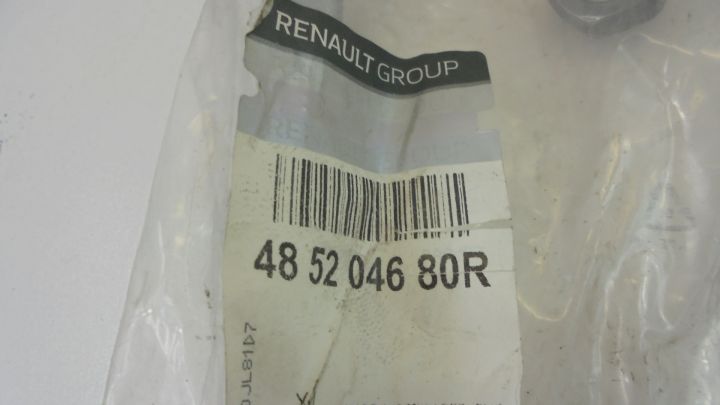 RENAULT GROUP
48 52 046 80R